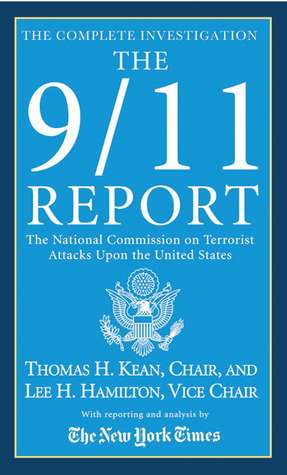 THE COMPLETE INVESTIGATION
THE
9/11
REPORT
The National Commission on Terrorist
Attacks Upon the United States
THOMAS H. KEAN, CHAIR, AND
LEE H. HAMILTON, VICE CHAIR
With reporting and analysis by
The New York Times